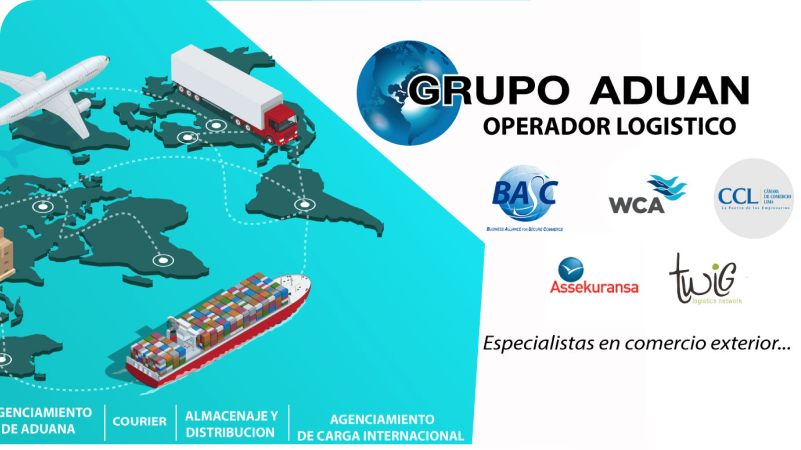 GRUPO ADUAN
OPERADOR LOGISTICO
BASC
BUSINESS ALLIANCE FOR SECURE COMMERCE
WCA
CCL
CÁMARA
DE COMERCIO
LIMA
La Fuerza de los Empresarios
Assekuransa
twig
logistics network
Especialistas en comercio exterior...
GENCIAMIENTO
DE ADUANA
COURIER
ALMACENAJE Y
DISTRIBUCION
AGENCIAMIENTO
DE CARGA INTERNACIONAL